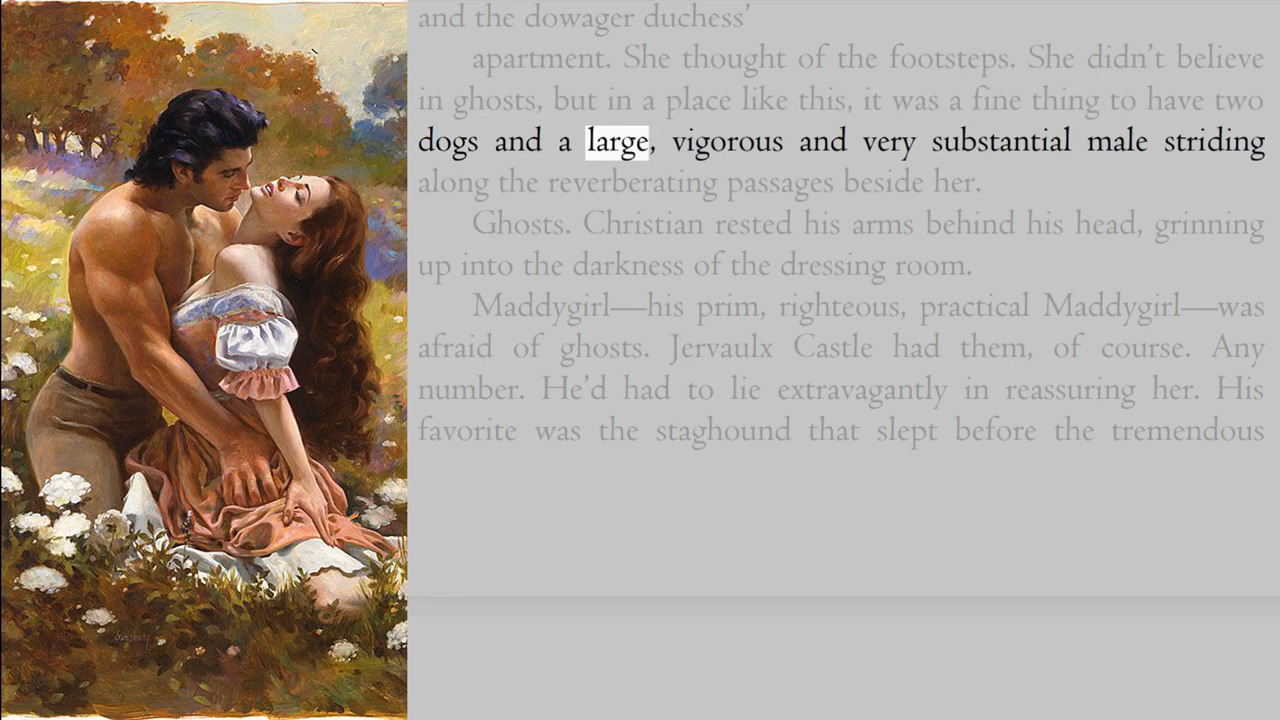 and the dowager duchess’
apartment. She thought of the footsteps. She didn’t believe
in ghosts, but in a place like this, it was a fine thing to have two
dogs and a large, vigorous and very substantial male striding
along the reverberating passages beside her.
Ghosts. Christian rested his arms behind his head, grinning
up into the darkness of the dressing room.
Maddygirl—his prim, righteous, practical Maddygirl—was
afraid of ghosts. Jervaulx Castle had them, of course. Any
number. He’d had to lie extravagantly in reassuring her. His
favorite was the staghound that slept before the tremendous